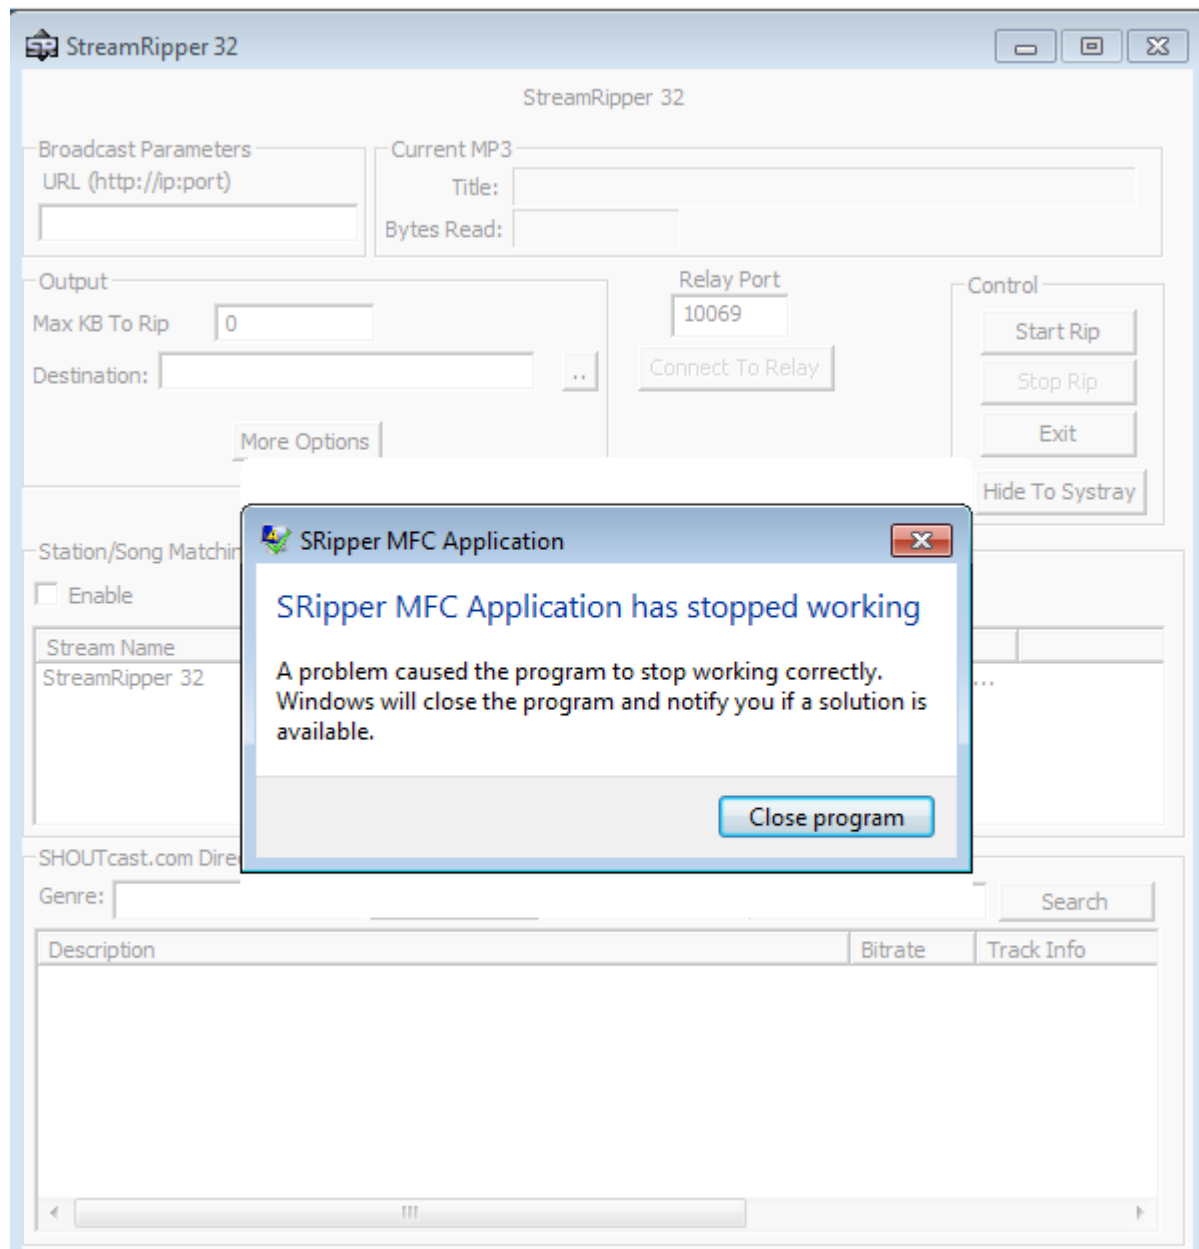 StreamRipper 32
StreamRipper 32
Broadcast Parameters
URL (http://ip:port)
Current MP3
Title:
Bytes Read:
Output
Max KB To Rip 0
Destination: ..
More Options
Relay Port
10069
Connect To Relay
Control
Start Rip
Stop Rip
Exit
Hide To Systray
Station/Song Matchin
Enable
Stream Name
StreamRipper 32 ...
SRipper MFC Application
SRipper MFC Application has stopped working
A problem caused the program to stop working correctly.
Windows will close the program and notify you if a solution is
available.
Close program
SHOUTcast.com Direc
Genre: Search
Description Bitrate Track Info